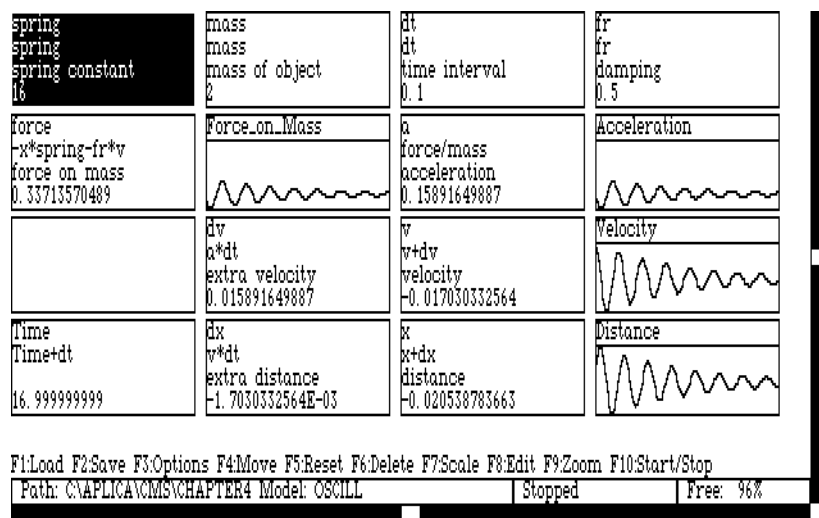 spring
spring
spring constant
16
mass
mass
mass of object
2
dt
dt
time interval
0.1
fr
fr
damping
0.5
force
-x*spring-fr*v
force on mass
0.33713570489
Force_on_Mass
a
force/mass
acceleration
0.15891649887
Acceleration
dv
a*dt
extra velocity
0.015891649887
v
v+dv
velocity
-0.017030332564
Velocity
Time
Time+dt
16.999999999
dx
v*dt
extra distance
-1.7030332564E-03
x
x+dx
distance
-0.020538783663
Distance
F1:Load F2:Save F3:Options F4:Move F5:Reset F6:Delete F7:Scale F8:Edit F9:Zoom F10:Start/Stop
Path: C:\APLICA\CMS\CHAPTER4 Model: OSCILL Stopped Free: 96%